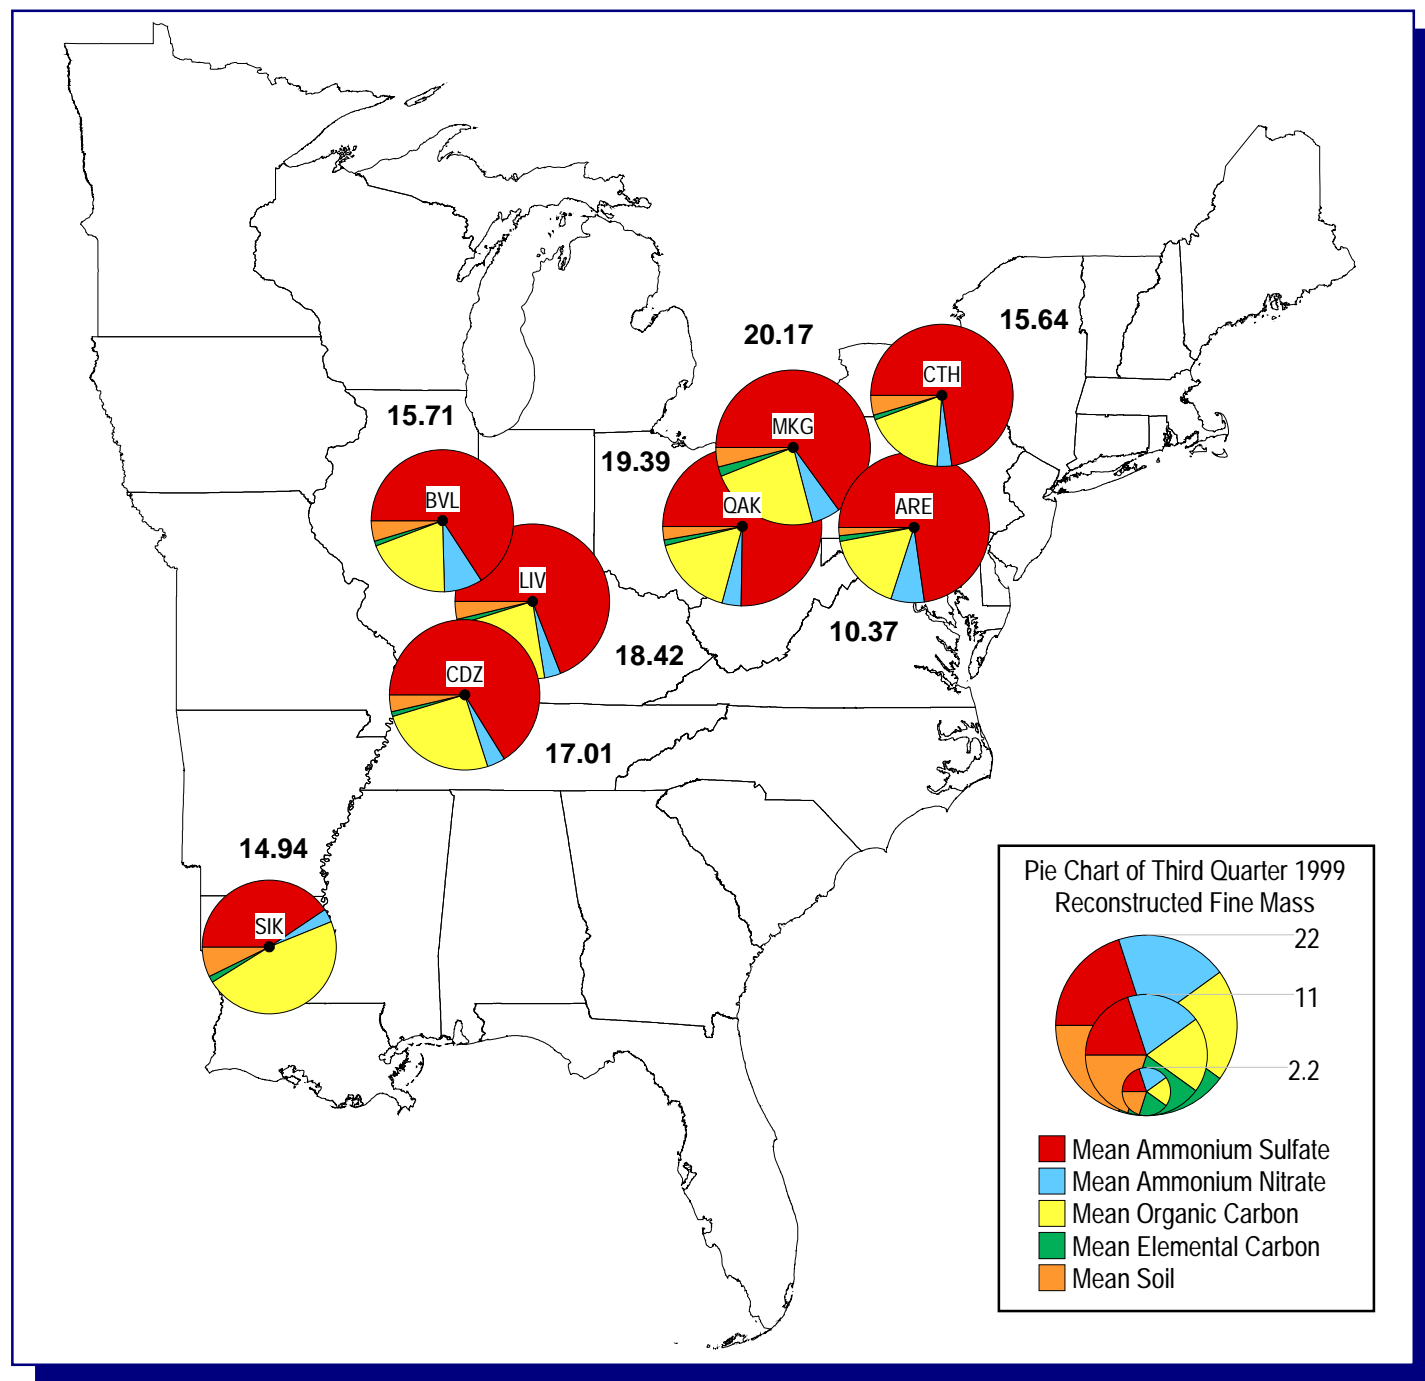 15.64
20.17
CTH
15.71
MKG
19.39
BVL
QAK
ARE
LIV
10.37
18.42
CDZ
17.01
14.94
SIK
Pie Chart of Third Quarter 1999
Reconstructed Fine Mass
22
11
2.2
Mean Ammonium Sulfate
Mean Ammonium Nitrate
Mean Organic Carbon
Mean Elemental Carbon
Mean Soil